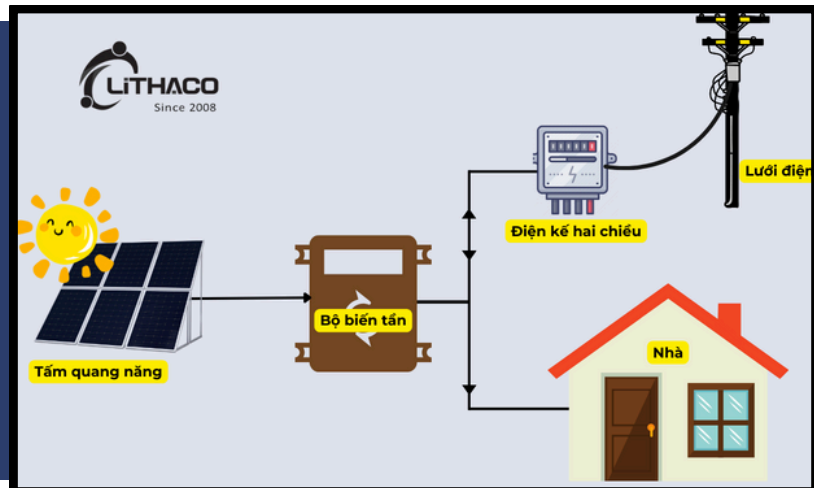 LiTHACO
Since 2008
Lưới điện
Điện kế hai chiều
Bộ biến tần
Nhà
Tấm quang năng